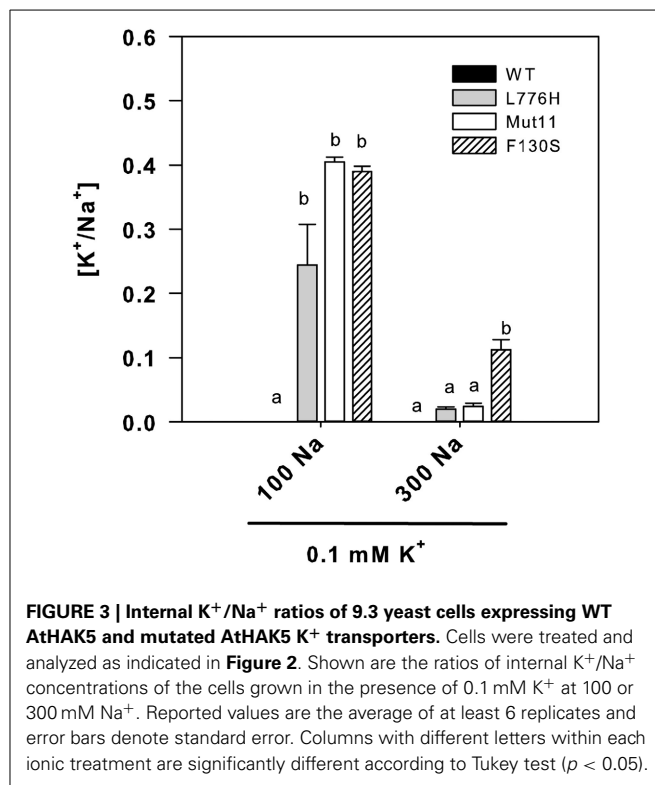 0.6
0.5
0.4
0.3
0.2
0.1
0.0
[K⁺/Na⁺]
WT
L776H
Mut11
F130S
a
b
b
b
a
a
a
b
100 Na
300 Na
0.1 mM K⁺
FIGURE 3 | Internal K⁺/Na⁺ ratios of 9.3 yeast cells expressing WT
AtHAK5 and mutated AtHAK5 K⁺ transporters. Cells were treated and
analyzed as indicated in Figure 2. Shown are the ratios of internal K⁺/Na⁺
concentrations of the cells grown in the presence of 0.1 mM K⁺ at 100 or
300 mM Na⁺. Reported values are the average of at least 6 replicates and
error bars denote standard error. Columns with different letters within each
ionic treatment are significantly different according to Tukey test (p < 0.05).